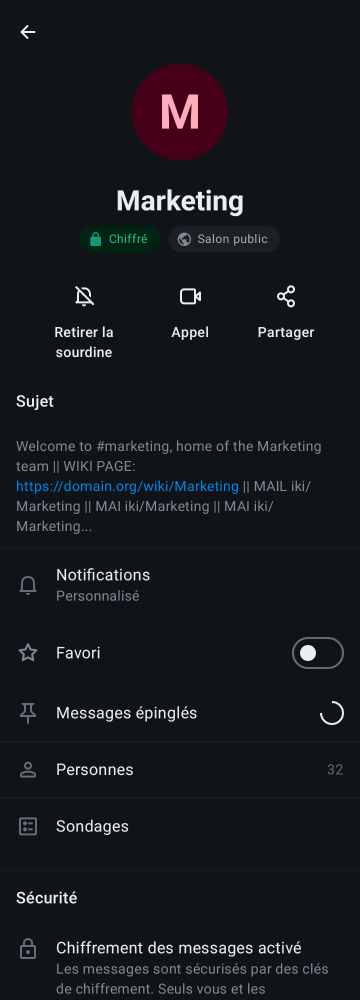 M
Marketing
Chiffré
Salon public
Retirer la
sourdine
Appel
Partager
Sujet
Welcome to #marketing, home of the Marketing
team || WIKI PAGE:
https://domain.org/wiki/Marketing || MAIL iki/
Marketing || MAI iki/Marketing || MAI iki/
Marketing...
Notifications
Personnalisé
Favori
Messages épinglés
Personnes 32
Sondages
Sécurité
Chiffrement des messages activé
Les messages sont sécurisés par des clés
de chiffrement. Seuls vous et les